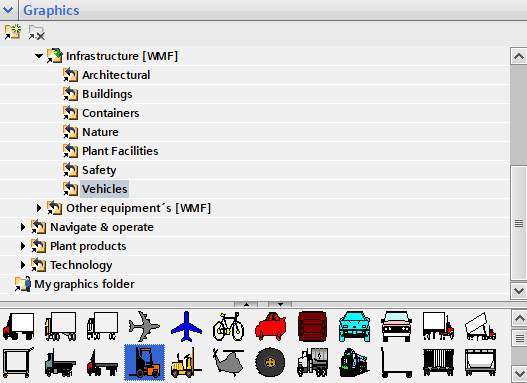 Graphics
Infrastructure [WMF]
Architectural
Buildings
Containers
Nature
Plant Facilities
Safety
Vehicles
Other equipment´s [WMF]
Navigate & operate
Plant products
Technology
My graphics folder